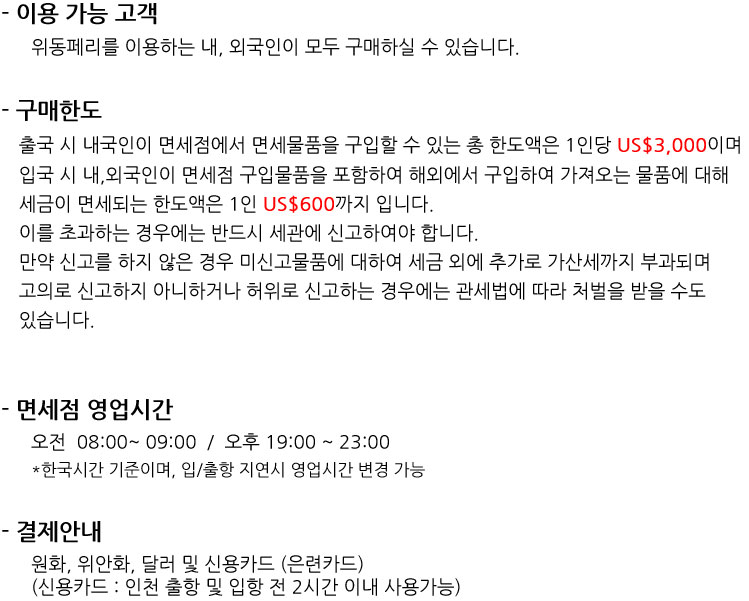 - 이용 가능 고객
위동페리를 이용하는 내, 외국인이 모두 구매하실 수 있습니다.
- 구매한도
출국 시 내국인이 면세점에서 면세물품을 구입할 수 있는 총 한도액은 1인당 US$3,000이며
입국 시 내,외국인이 면세점 구입물품을 포함하여 해외에서 구입하여 가져오는 물품에 대해
세금이 면세되는 한도액은 1인 US$600까지 입니다.
이를 초과하는 경우에는 반드시 세관에 신고하여야 합니다.
만약 신고를 하지 않은 경우 미신고물품에 대하여 세금 외에 추가로 가산세까지 부과되며
고의로 신고하지 아니하거나 허위로 신고하는 경우에는 관세법에 따라 처벌을 받을 수도
있습니다.
- 면세점 영업시간
오전 08:00~ 09:00 / 오후 19:00 ~ 23:00
*한국시간 기준이며, 입/출항 지연시 영업시간 변경 가능
- 결제안내
원화, 위안화, 달러 및 신용카드 (은련카드)
(신용카드 : 인천 출항 및 입항 전 2시간 이내 사용가능)